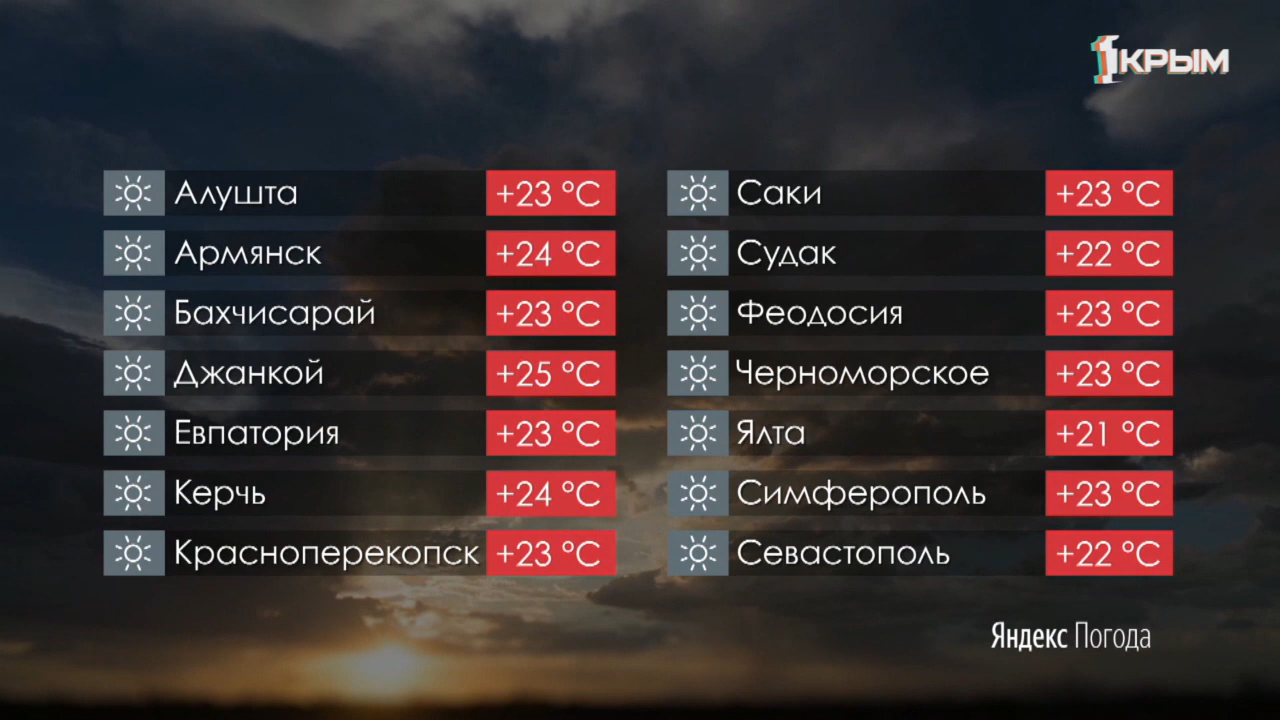 1КРЫМ
Алушта +23 °C
Армянск +24 °C
Бахчисарай +23 °C
Джанкой +25 °C
Евпатория +23 °C
Керчь +24 °C
Красноперекопск +23 °C
Саки +23 °C
Судак +22 °C
Феодосия +23 °C
Черноморское +23 °C
Ялта +21 °C
Симферополь +23 °C
Севастополь +22 °C
Яндекс Погода